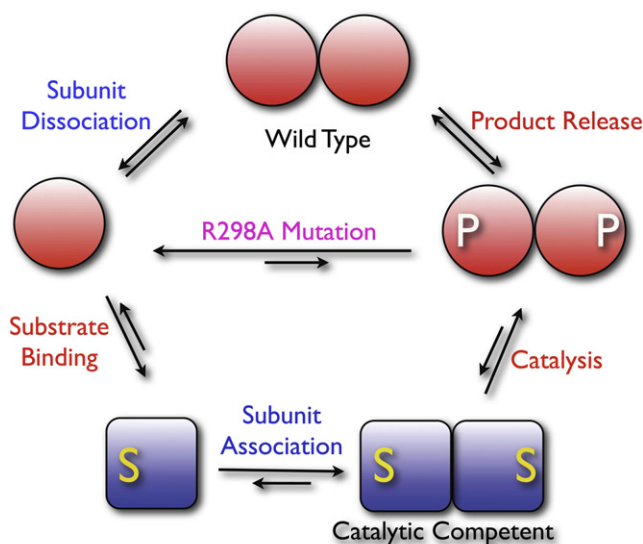 Subunit
Dissociation
Wild Type
Product Release
P P
R298A Mutation
Substrate
Binding
Catalysis
Subunit
Association
S
S S
Catalytic Competent